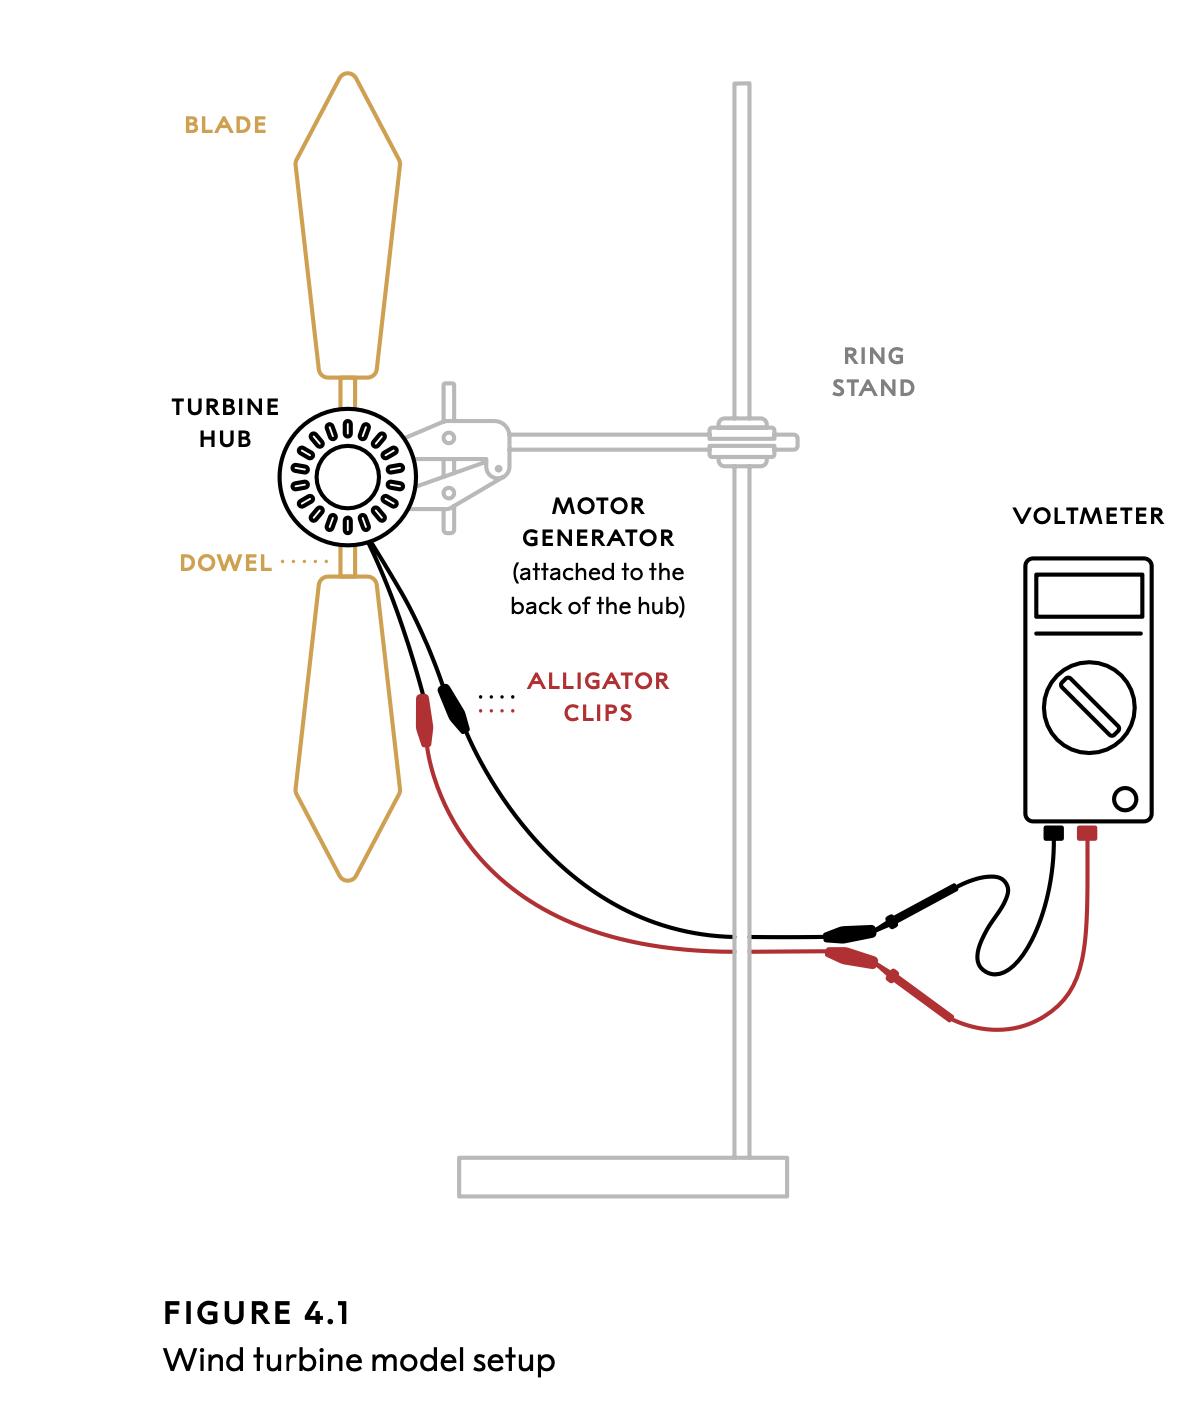 BLADE
RING
STAND
TURBINE
HUB
MOTOR
GENERATOR
(attached to the
back of the hub)
VOLTMETER
DOWEL
ALLIGATOR
CLIPS
FIGURE 4.1
Wind turbine model setup